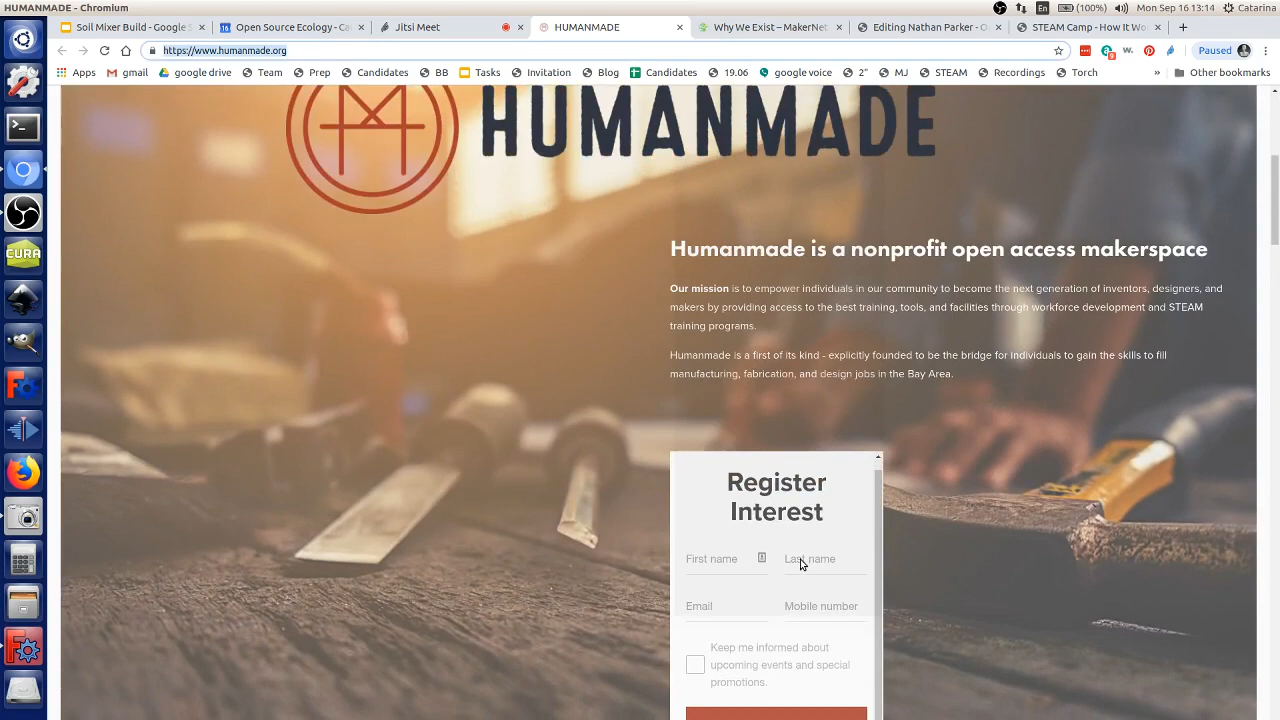 HUMANMADE - Chromium
En
(100%)
Mon Sep 16 13:14
Catarina
Soil Mixer Build - Google S
Open Source Ecology - Cal
Jitsi Meet
HUMANMADE
Why We Exist – MakerNet
Editing Nathan Parker - O
STEAM Camp - How It Wo
https://www.humanmade.org
Paused
Apps
gmail
google drive
Team
Prep
Candidates
BB
Tasks
Invitation
Blog
Candidates
19.06
google voice
2"
MJ
STEAM
Recordings
Torch
»
Other bookmarks
HUMANMADE
Humanmade is a nonprofit open access makerspace
Our mission is to empower individuals in our community to become the next generation of inventors, designers, and
makers by providing access to the best training, tools, and facilities through workforce development and STEAM
training programs.
Humanmade is a first of its kind - explicitly founded to be the bridge for individuals to gain the skills to fill
manufacturing, fabrication, and design jobs in the Bay Area.
Register
Interest
First name
Last name
Email
Mobile number
Keep me informed about
upcoming events and special
promotions.
CURA